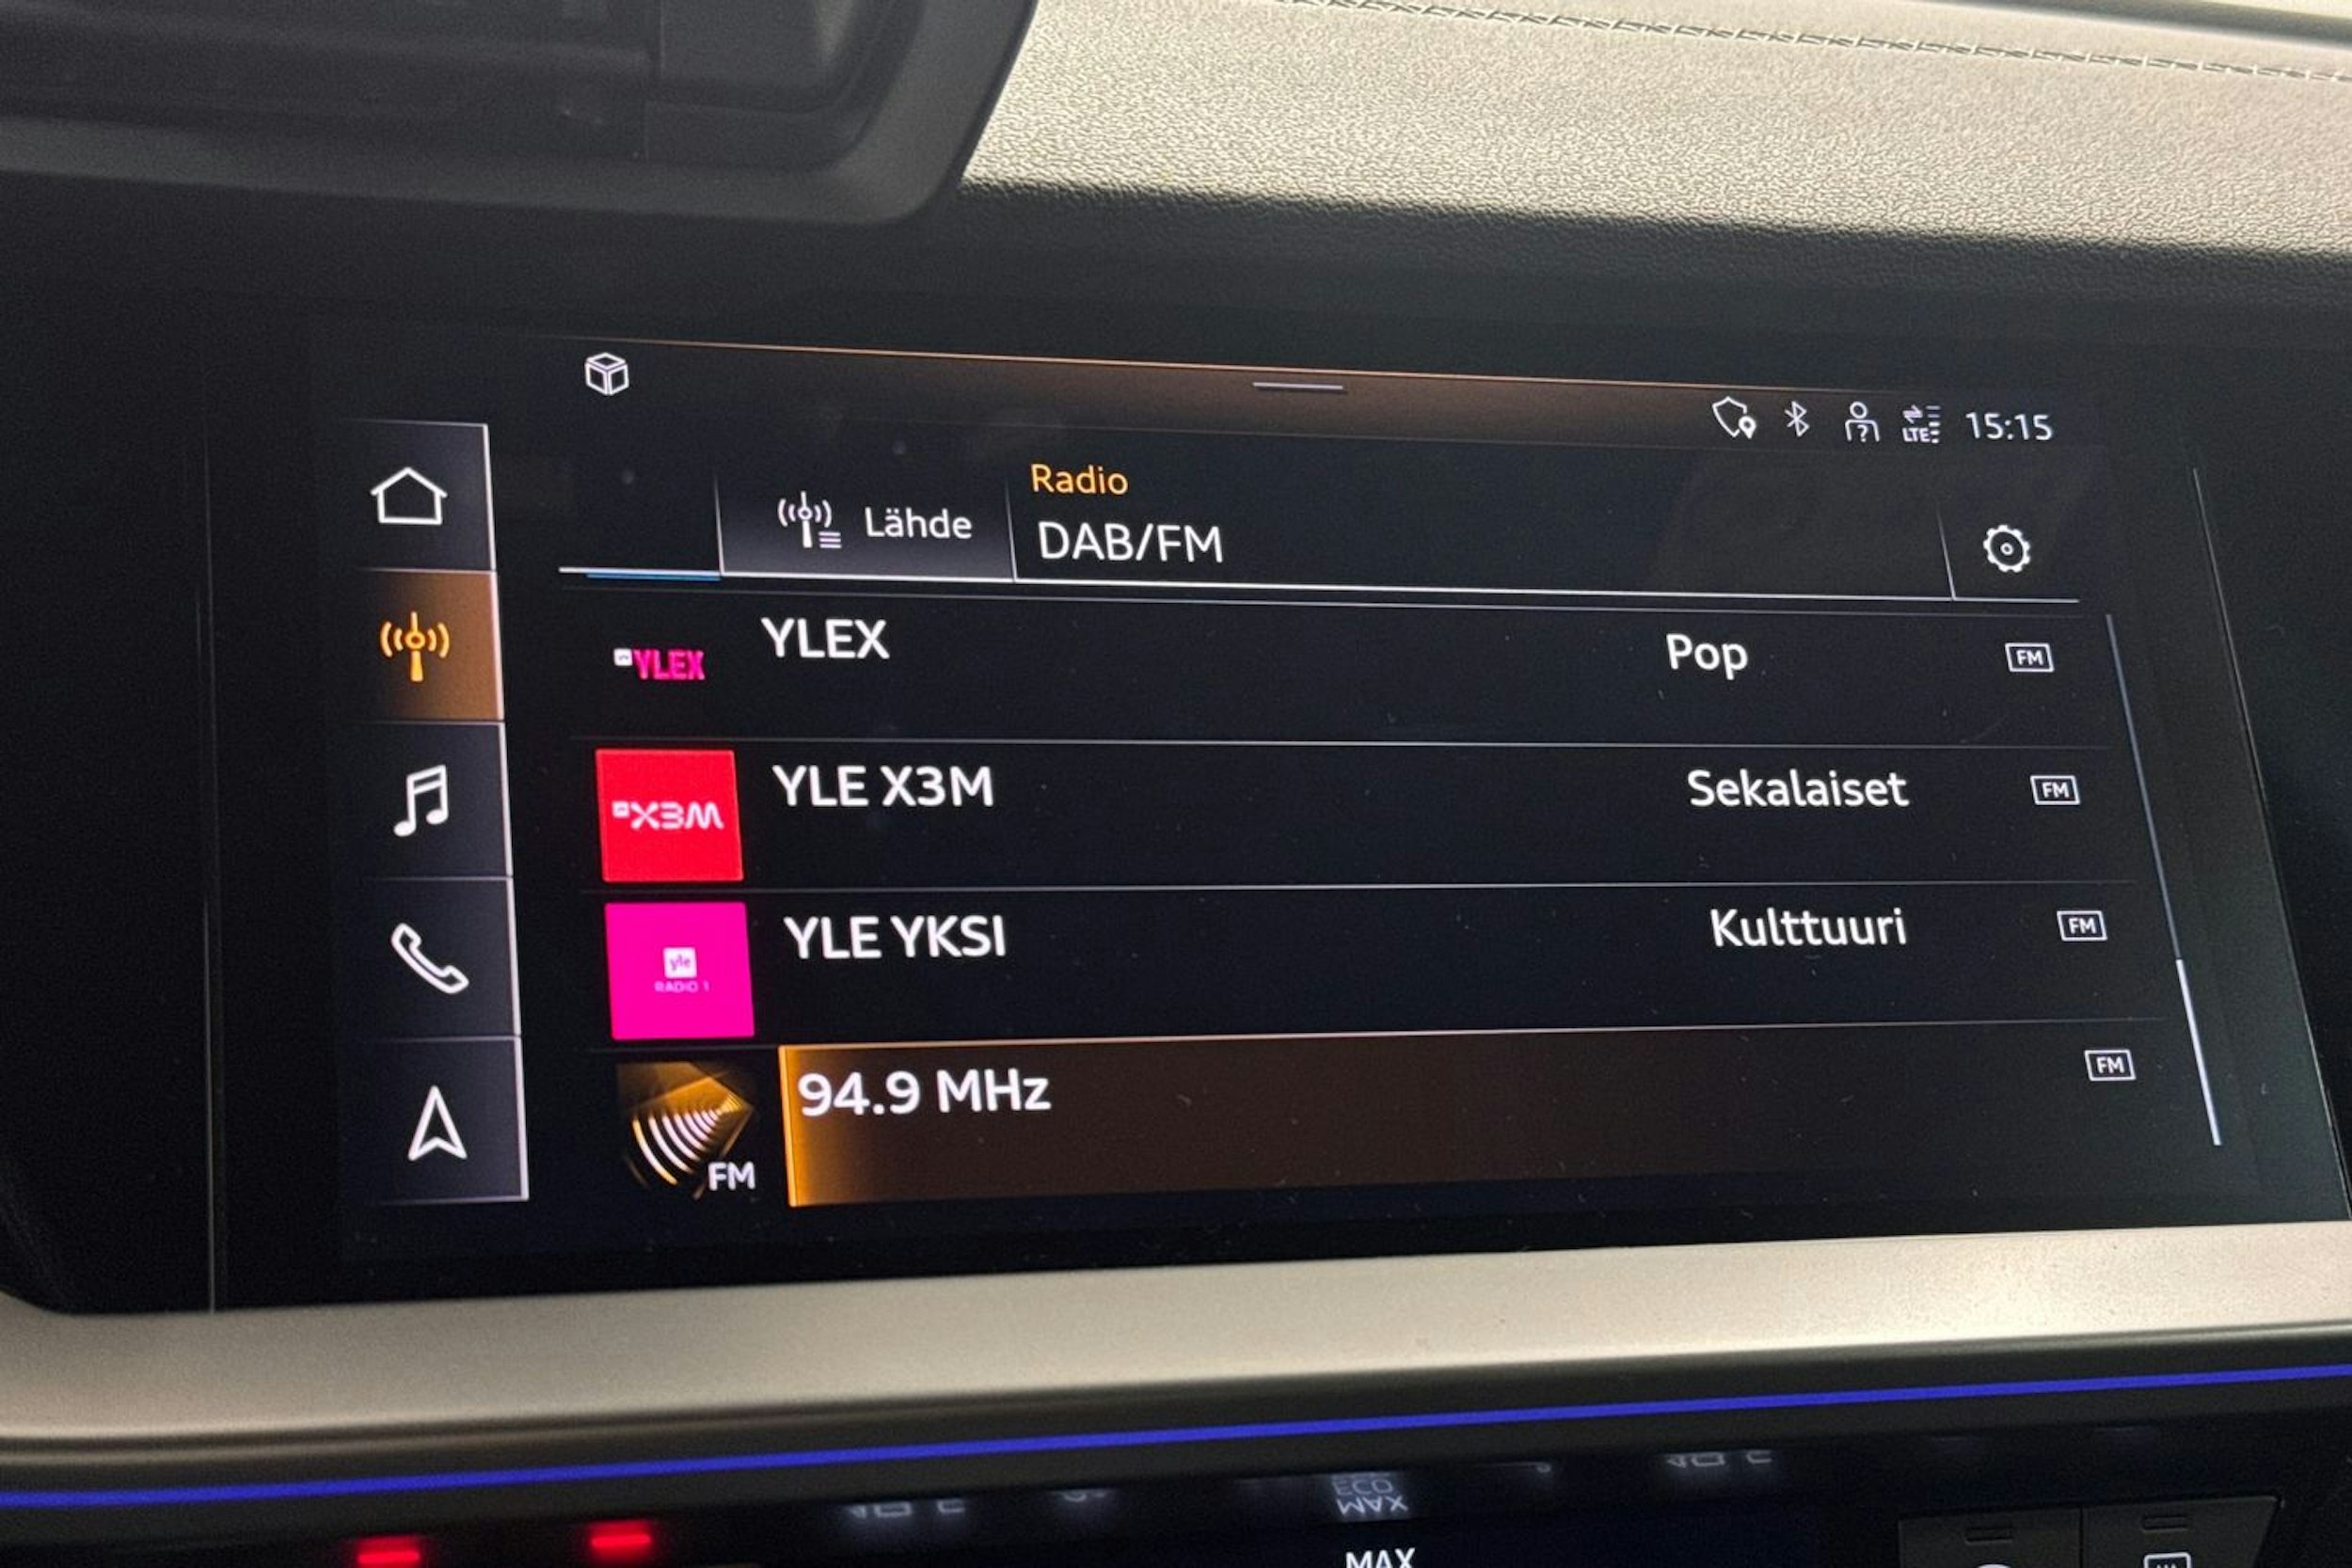 LTE 15:15
Radio
Lähde
DAB/FM
YLEX YLEX Pop FM
X3M YLE X3M Sekalaiset FM
yle RADIO 1 YLE YKSI Kulttuuri FM
FM 94.9 MHz FM
ECO
MAX
MAX